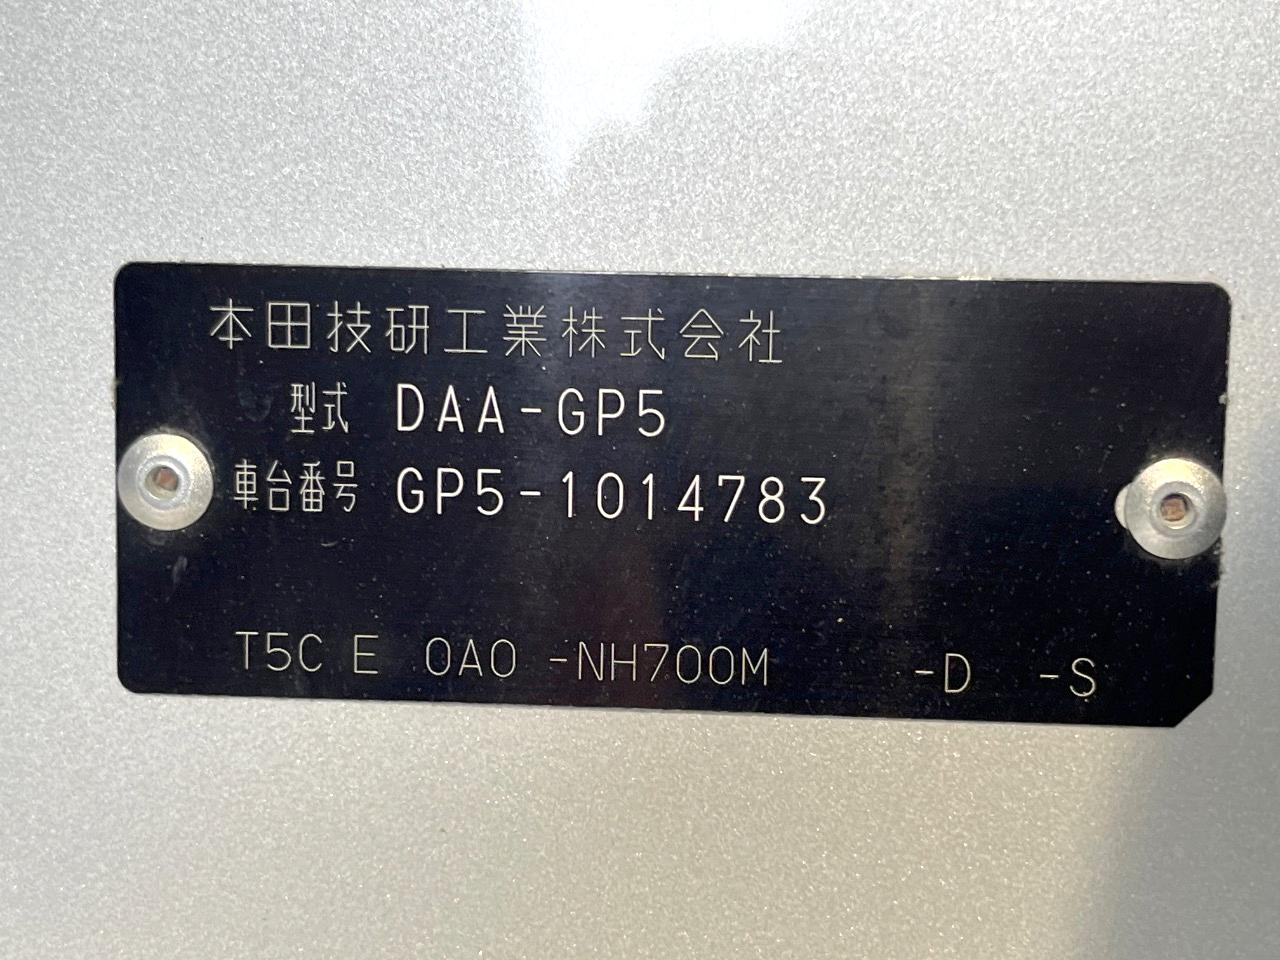 本田技研工業株式会社
型式 DAA-GP5
車台番号 GP5-1014783
T5C E 0A0 -NH700M -D -S